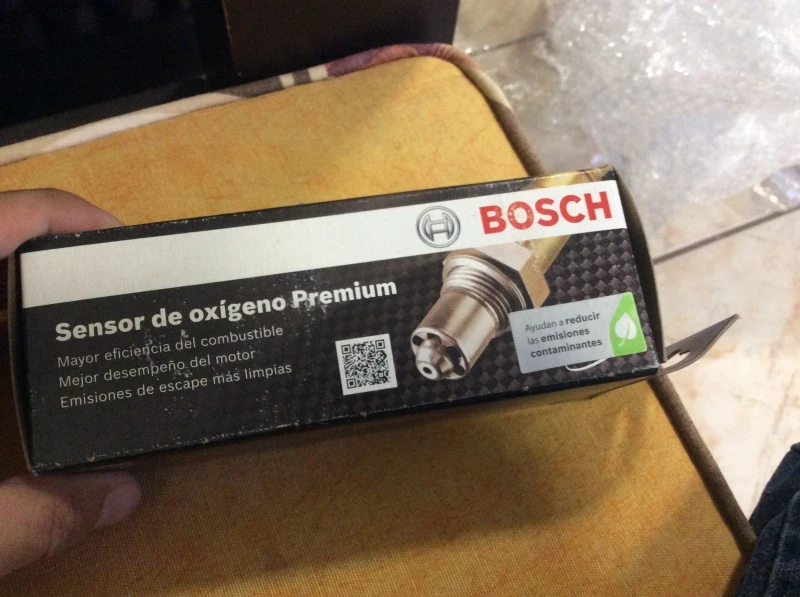 BOSCH
Sensor de oxígeno Premium
Mayor eficiencia del combustible
Mejor desempeño del motor
Emisiones de escape más limpias
Ayudan a reducir
las emisiones
contaminantes